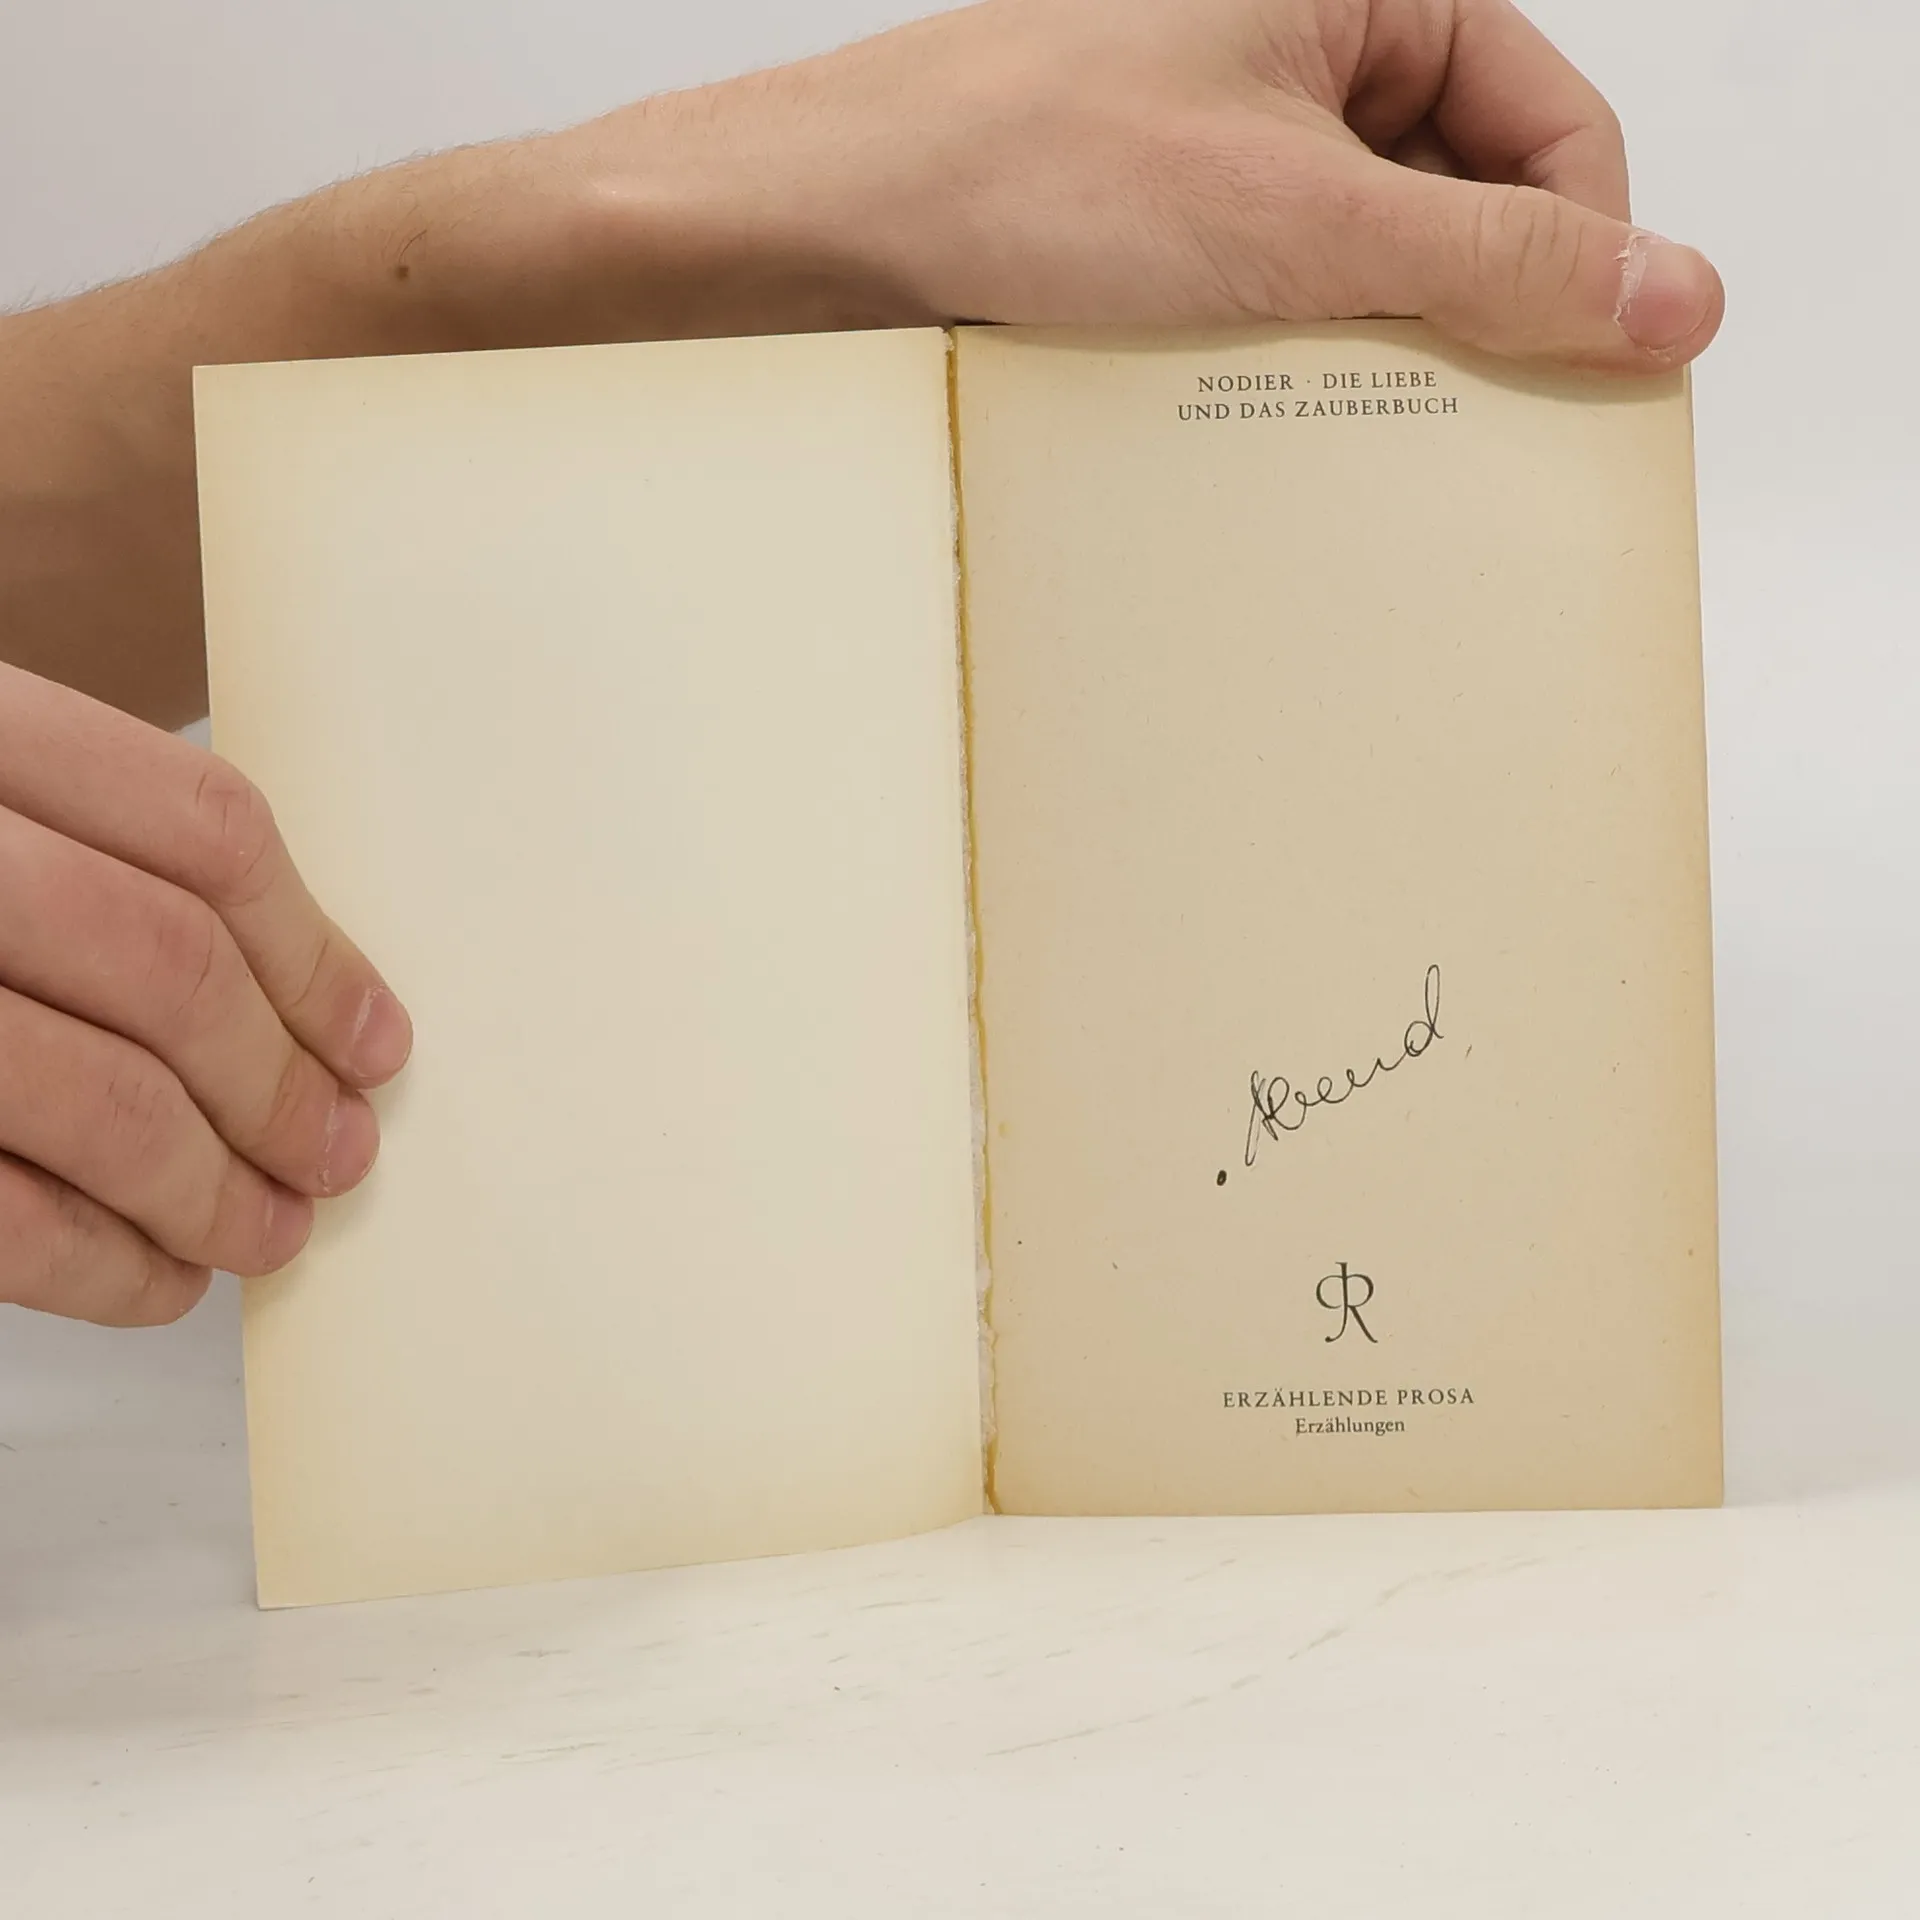 NODIER · DIE LIEBE
UND DAS ZAUBERBUCH
R
ERZÄHLENDE PROSA
Erzählungen